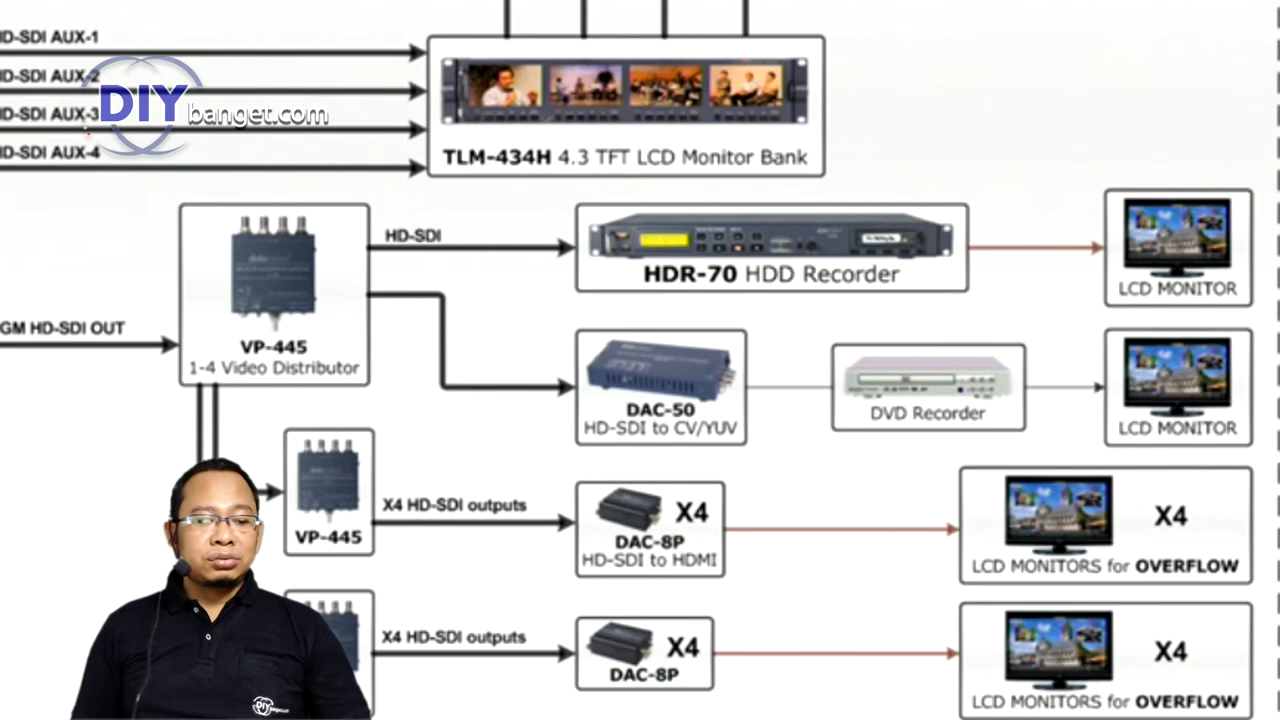 HD-SDI AUX-1
HD-SDI AUX-2
HD-SDI AUX-3
HD-SDI AUX-4
DIY
banget.com
TLM-434H 4.3 TFT LCD Monitor Bank
HD-SDI
HDR-70 HDD Recorder
LCD MONITOR
GM HD-SDI OUT
VP-445
1-4 Video Distributor
DAC-50
HD-SDI to CV/YUV
DVD Recorder
LCD MONITOR
VP-445
X4 HD-SDI outputs
X4
DAC-8P
HD-SDI to HDMI
X4
LCD MONITORS for OVERFLOW
X4 HD-SDI outputs
X4
DAC-8P
X4
LCD MONITORS for OVERFLOW
DIY